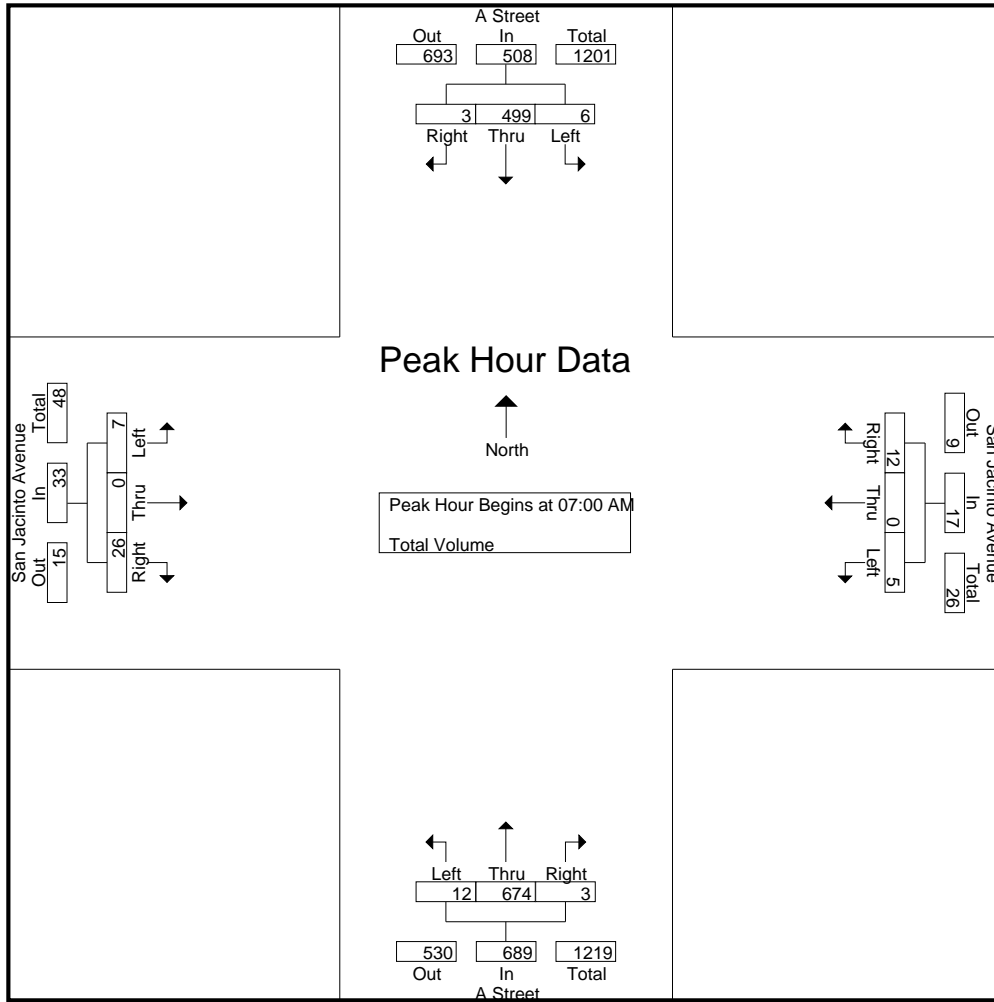 A Street
Out In Total
693 508 1201
3 499 6
Right Thru Left
Peak Hour Data
North
Peak Hour Begins at 07:00 AM
Total Volume
San Jacinto Avenue
Total In Out
48 33 15
7 0 26
Left Thru Right
San Jacinto Avenue
Out In Total
9 17 26
12 0 5
Right Thru Left
Left Thru Right
12 674 3
530 689 1219
Out In Total
A Street